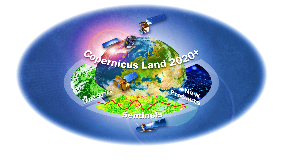 Copernicus Land 2020+
New
Products
Sentinels